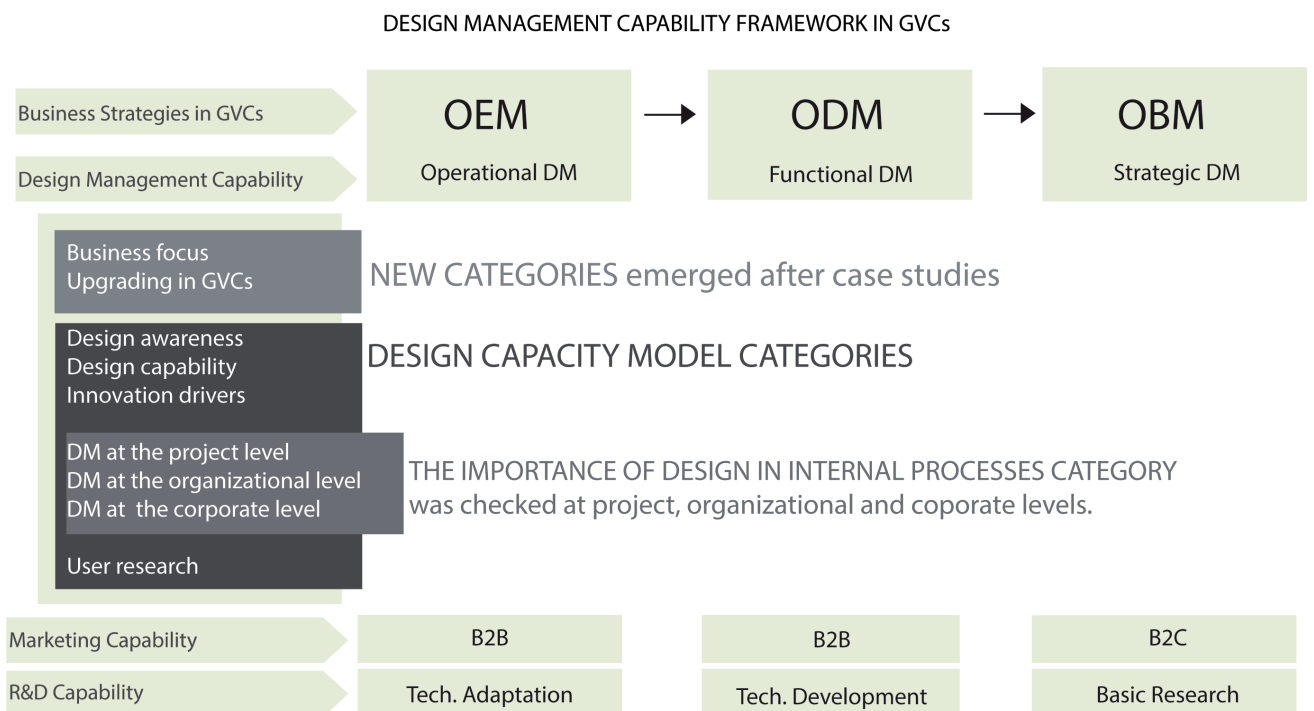 DESIGN MANAGEMENT CAPABILITY FRAMEWORK IN GVCs
Business Strategies in GVCs
OEM
ODM
OBM
Design Management Capability
Operational DM
Functional DM
Strategic DM
Business focus
Upgrading in GVCs
NEW CATEGORIES emerged after case studies
Design awareness
Design capability
Innovation drivers
DESIGN CAPACITY MODEL CATEGORIES
DM at the project level
DM at the organizational level
DM at the corporate level
THE IMPORTANCE OF DESIGN IN INTERNAL PROCESSES CATEGORY
was checked at project, organizational and coporate levels.
User research
Marketing Capability
B2B
B2B
B2C
R&D Capability
Tech. Adaptation
Tech. Development
Basic Research